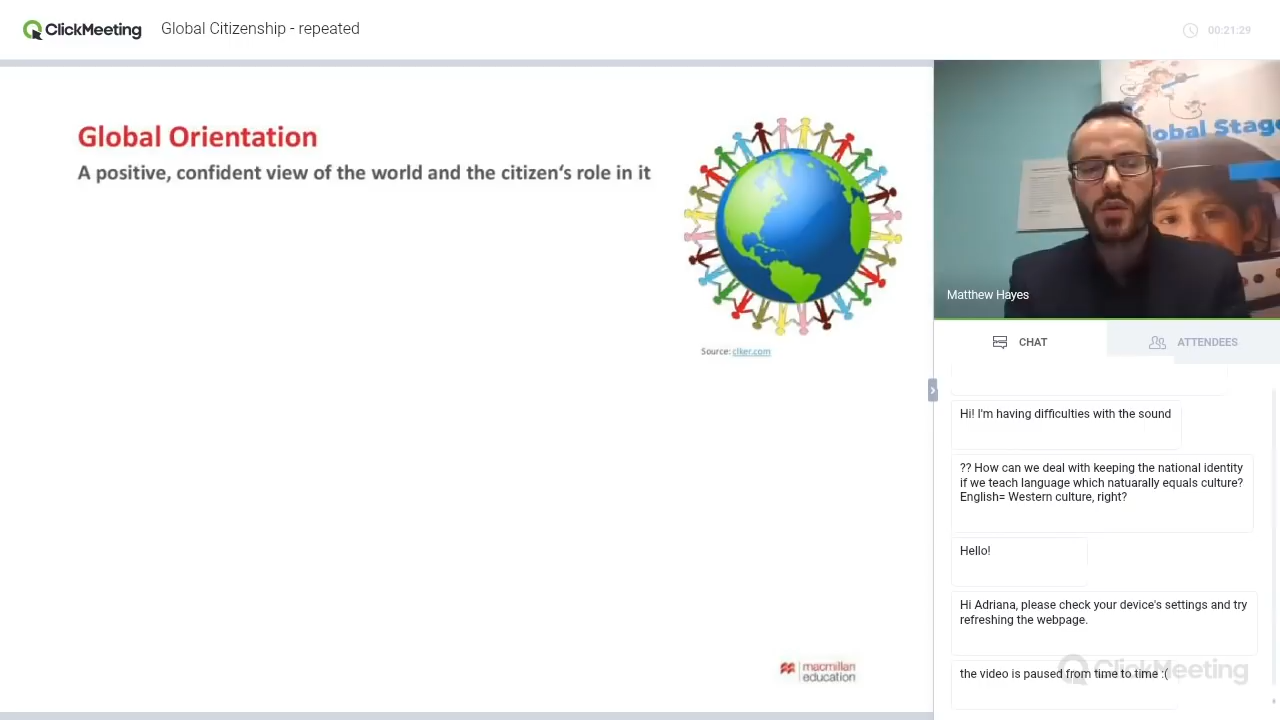 ClickMeeting
Global Citizenship - repeated
00:21:29
Global Orientation
A positive, confident view of the world and the citizen's role in it
Source: clker.com
macmillan
education
lobal Stag
Matthew Hayes
CHAT
ATTENDEES
Hi! I'm having difficulties with the sound
?? How can we deal with keeping the national identity
if we teach language which natuarally equals culture?
English= Western culture, right?
Hello!
Hi Adriana, please check your device's settings and try
refreshing the webpage.
the video is paused from time to time :(
ClickMeeting